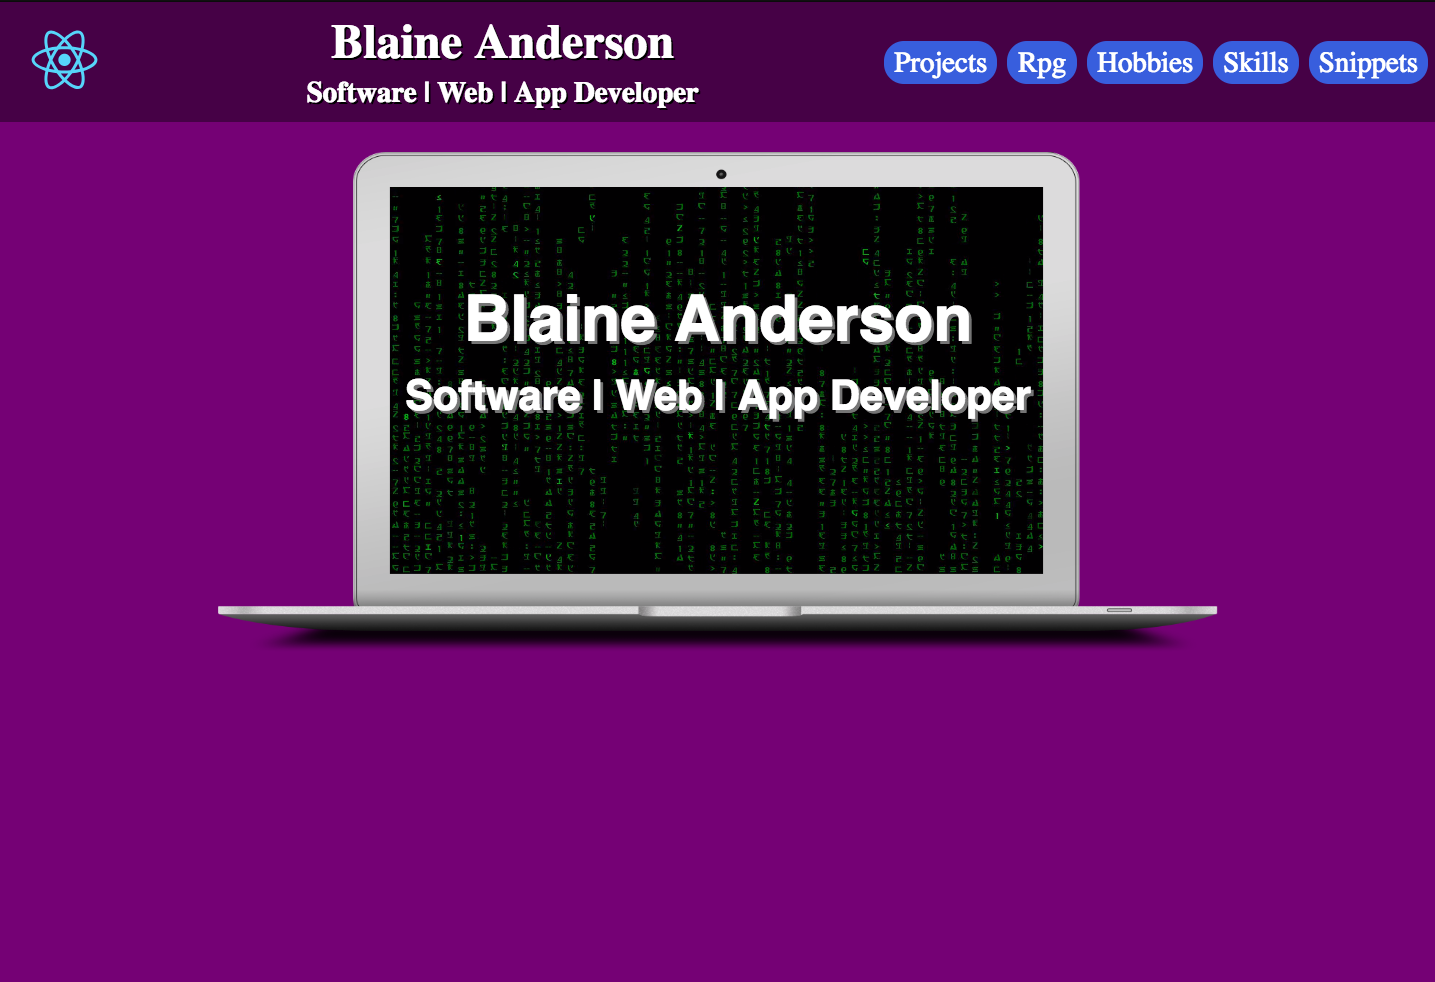 Blaine Anderson
Software | Web | App Developer
Projects
Rpg
Hobbies
Skills
Snippets
Blaine Anderson
Software | Web | App Developer